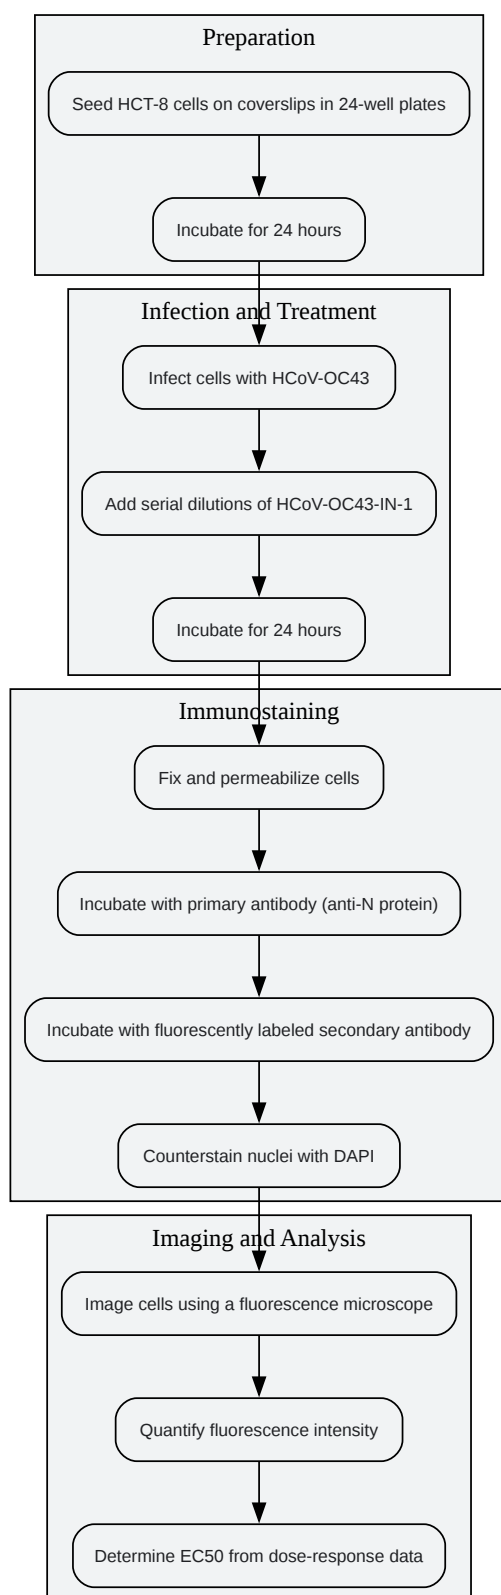 Preparation
Seed HCT-8 cells on coverslips in 24-well plates
Incubate for 24 hours
Infection and Treatment
Infect cells with HCoV-OC43
Add serial dilutions of HCoV-OC43-IN-1
Incubate for 24 hours
Immunostaining
Fix and permeabilize cells
Incubate with primary antibody (anti-N protein)
Incubate with fluorescently labeled secondary antibody
Counterstain nuclei with DAPI
Imaging and Analysis
Image cells using a fluorescence microscope
Quantify fluorescence intensity
Determine EC50 from dose-response data